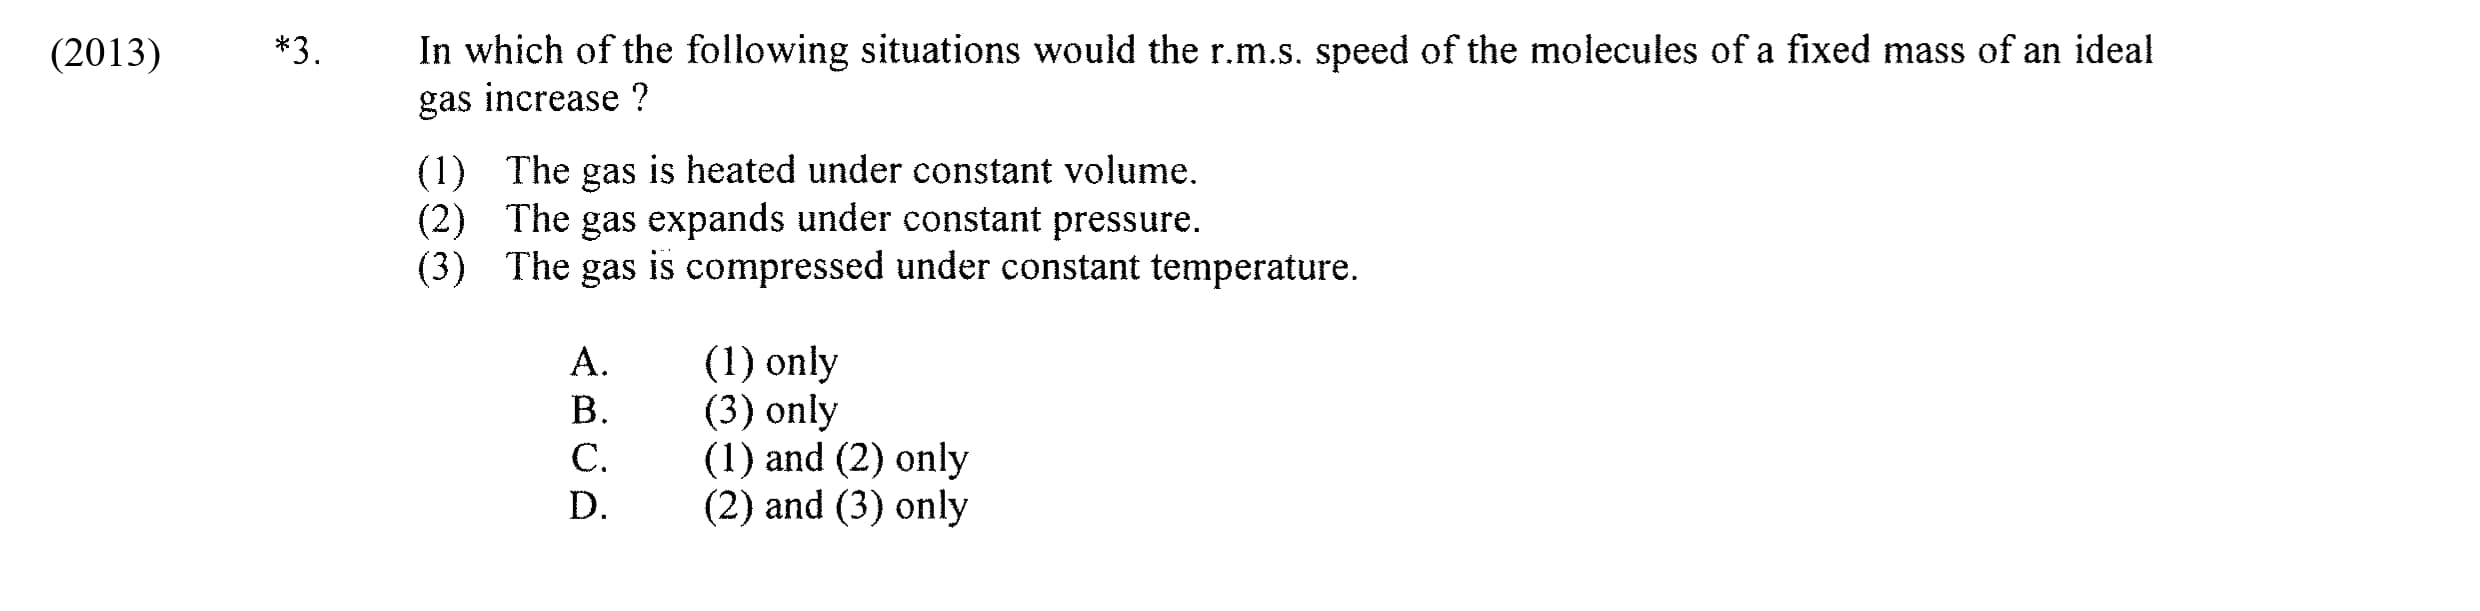 (2013) *3. In which of the following situations would the r.m.s. speed of the molecules of a fixed mass of an ideal
gas increase ?
(1) The gas is heated under constant volume.
(2) The gas expands under constant pressure.
(3) The gas is compressed under constant temperature.
A. (1) only
B. (3) only
C. (1) and (2) only
D. (2) and (3) only